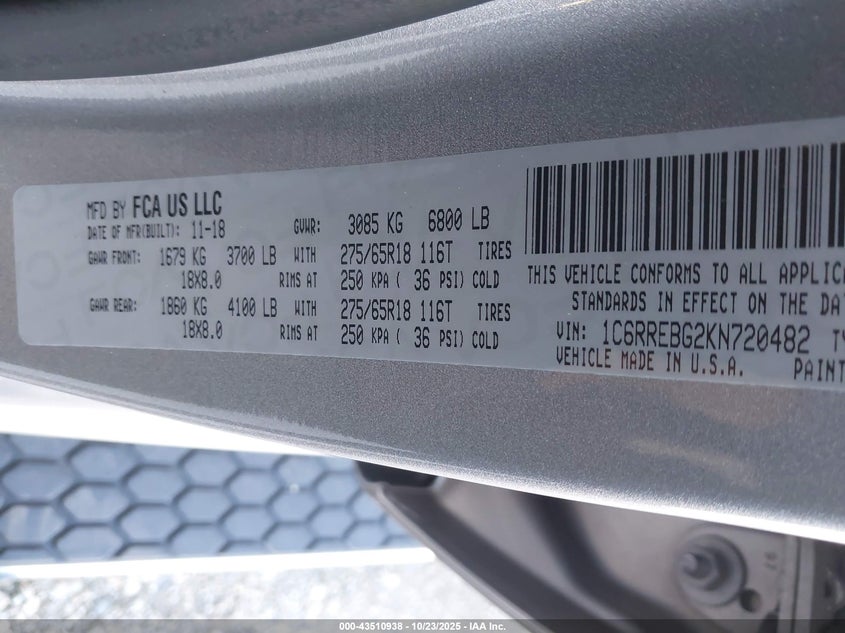 MFD BY FCA US LLC
DATE OF MFR(BUILT): 11-18
GVWR: 3085 KG 6800 LB
GAWR FRONT: 1679 KG 3700 LB WITH 275/65R18 116T TIRES
18X8.0 RIMS AT 250 KPA ( 36 PSI) COLD
GAWR REAR: 1860 KG 4100 LB WITH 275/65R18 116T TIRES
18X8.0 RIMS AT 250 KPA ( 36 PSI) COLD
THIS VEHICLE CONFORMS TO ALL APPLICA
STANDARDS IN EFFECT ON THE DA
VIN: 1C6RREBG2KN720482 TY
VEHICLE MADE IN U.S.A. PAINT
000-43510938 - 10/23/2025 - IAA Inc.